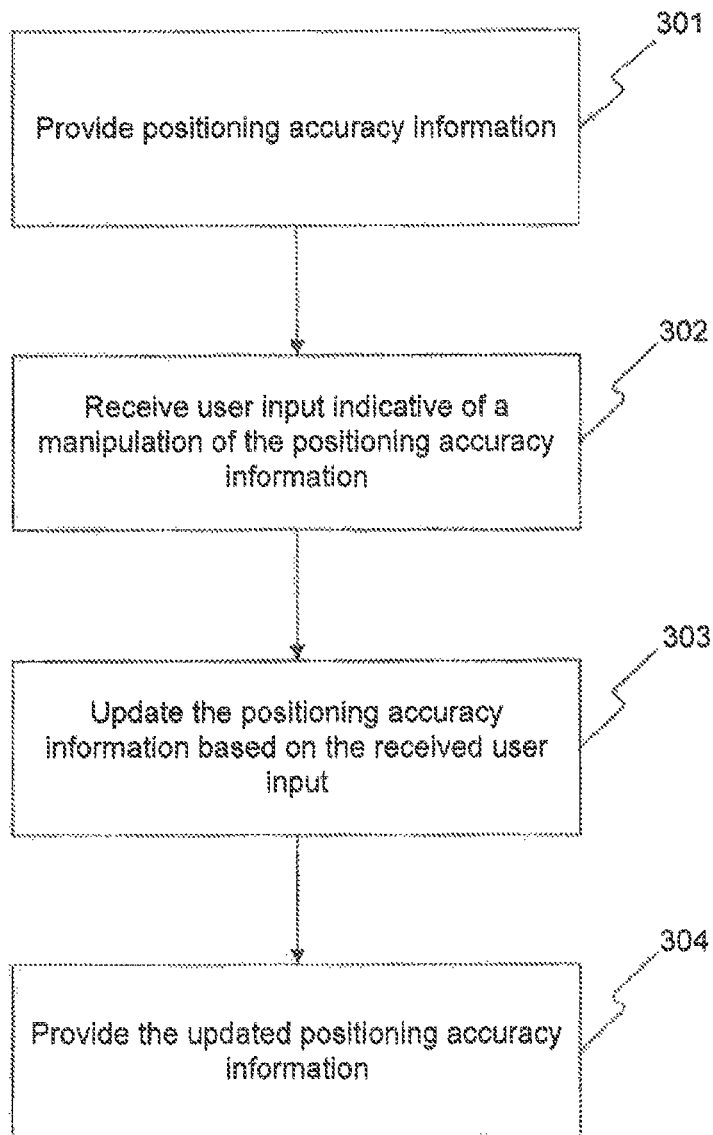 301
Provide positioning accuracy information
302
Receive user input indicative of a
manipulation of the positioning accuracy
information
303
Update the positioning accuracy
information based on the received user
input
304
Provide the updated positioning accuracy
information